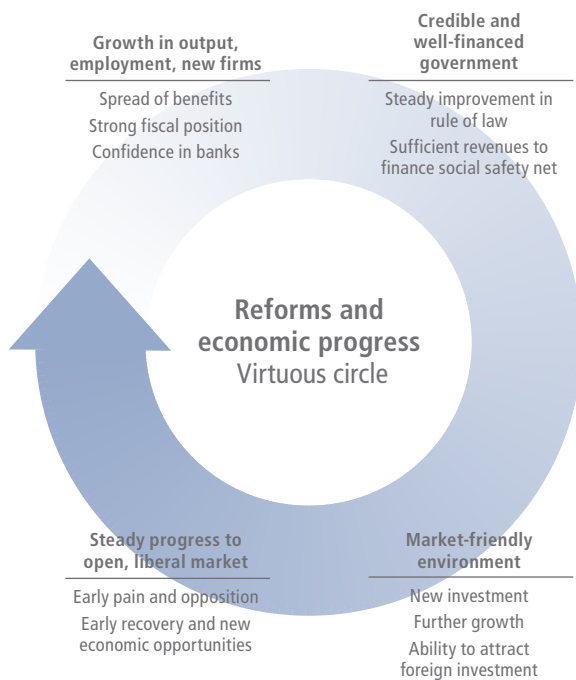 Growth in output,
employment, new firms
Spread of benefits
Strong fiscal position
Confidence in banks
Credible and
well-financed
government
Steady improvement in
rule of law
Sufficient revenues to
finance social safety net
Reforms and
economic progress
Virtuous circle
Steady progress to
open, liberal market
Early pain and opposition
Early recovery and new
economic opportunities
Market-friendly
environment
New investment
Further growth
Ability to attract
foreign investment